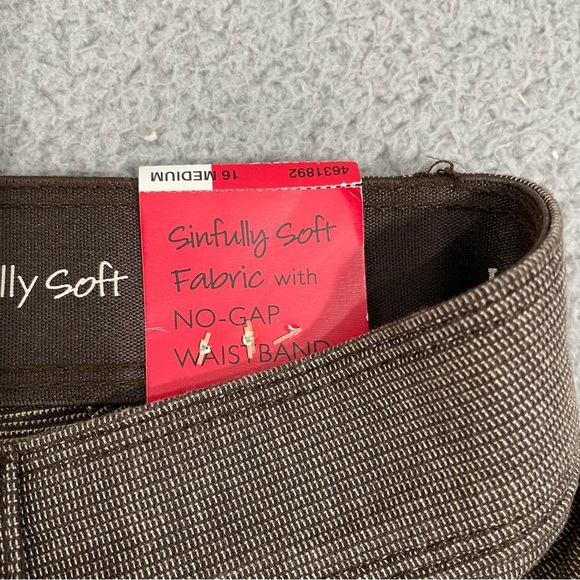 16 MEDIUM 4631892
Sinfully Soft
Fabric with
NO-GAP
WAISTBAND
lly Soft